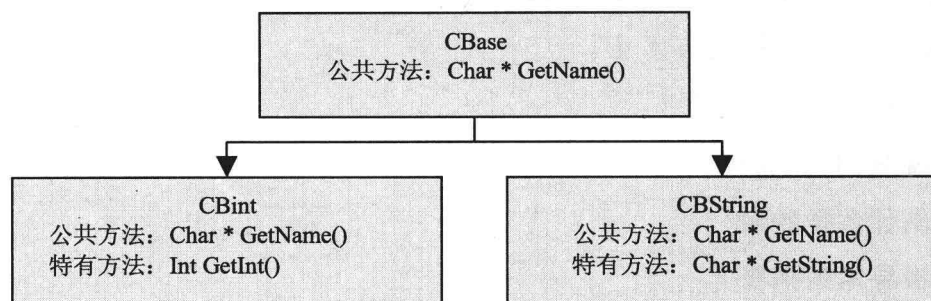 CBase
公共方法：Char * GetName()
CBint
公共方法：Char * GetName()
特有方法：Int GetInt()
CBString
公共方法：Char * GetName()
特有方法：Char * GetString()